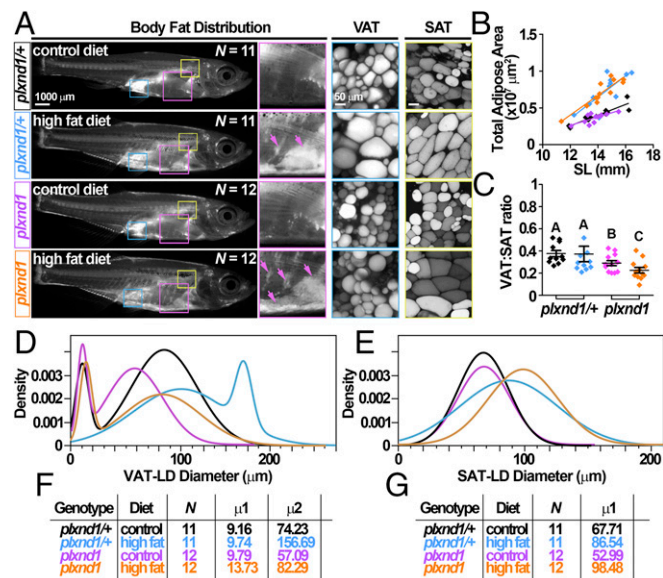 A
Body Fat Distribution
VAT
SAT
plxnd1/+
control diet
N = 11
1000 μm
50 μm
plxnd1/+
high fat diet
N = 11
plxnd1
control diet
N = 12
plxnd1
high fat diet
N = 12
B
Total Adipose Area
(x10⁷ μm²)
1.0
0.5
0
10 12 14 16 18
SL (mm)
C
VAT:SAT ratio
1.0
0.8
0.6
0.4
0.2
0
A A B C
plxnd1/+ plxnd1
D
Density
0.003
0.002
0.001
0
0 100 200
VAT-LD Diameter (μm)
E
Density
0.003
0.002
0.001
0
0 100 200
SAT-LD Diameter (μm)
F
Genotype Diet N μ1 μ2
plxnd1/+ control 11 9.16 74.23
plxnd1/+ high fat 11 9.74 156.69
plxnd1 control 12 9.79 57.09
plxnd1 high fat 12 13.73 82.29
G
Genotype Diet N μ1
plxnd1/+ control 11 67.71
plxnd1/+ high fat 11 86.54
plxnd1 control 12 52.99
plxnd1 high fat 12 98.48